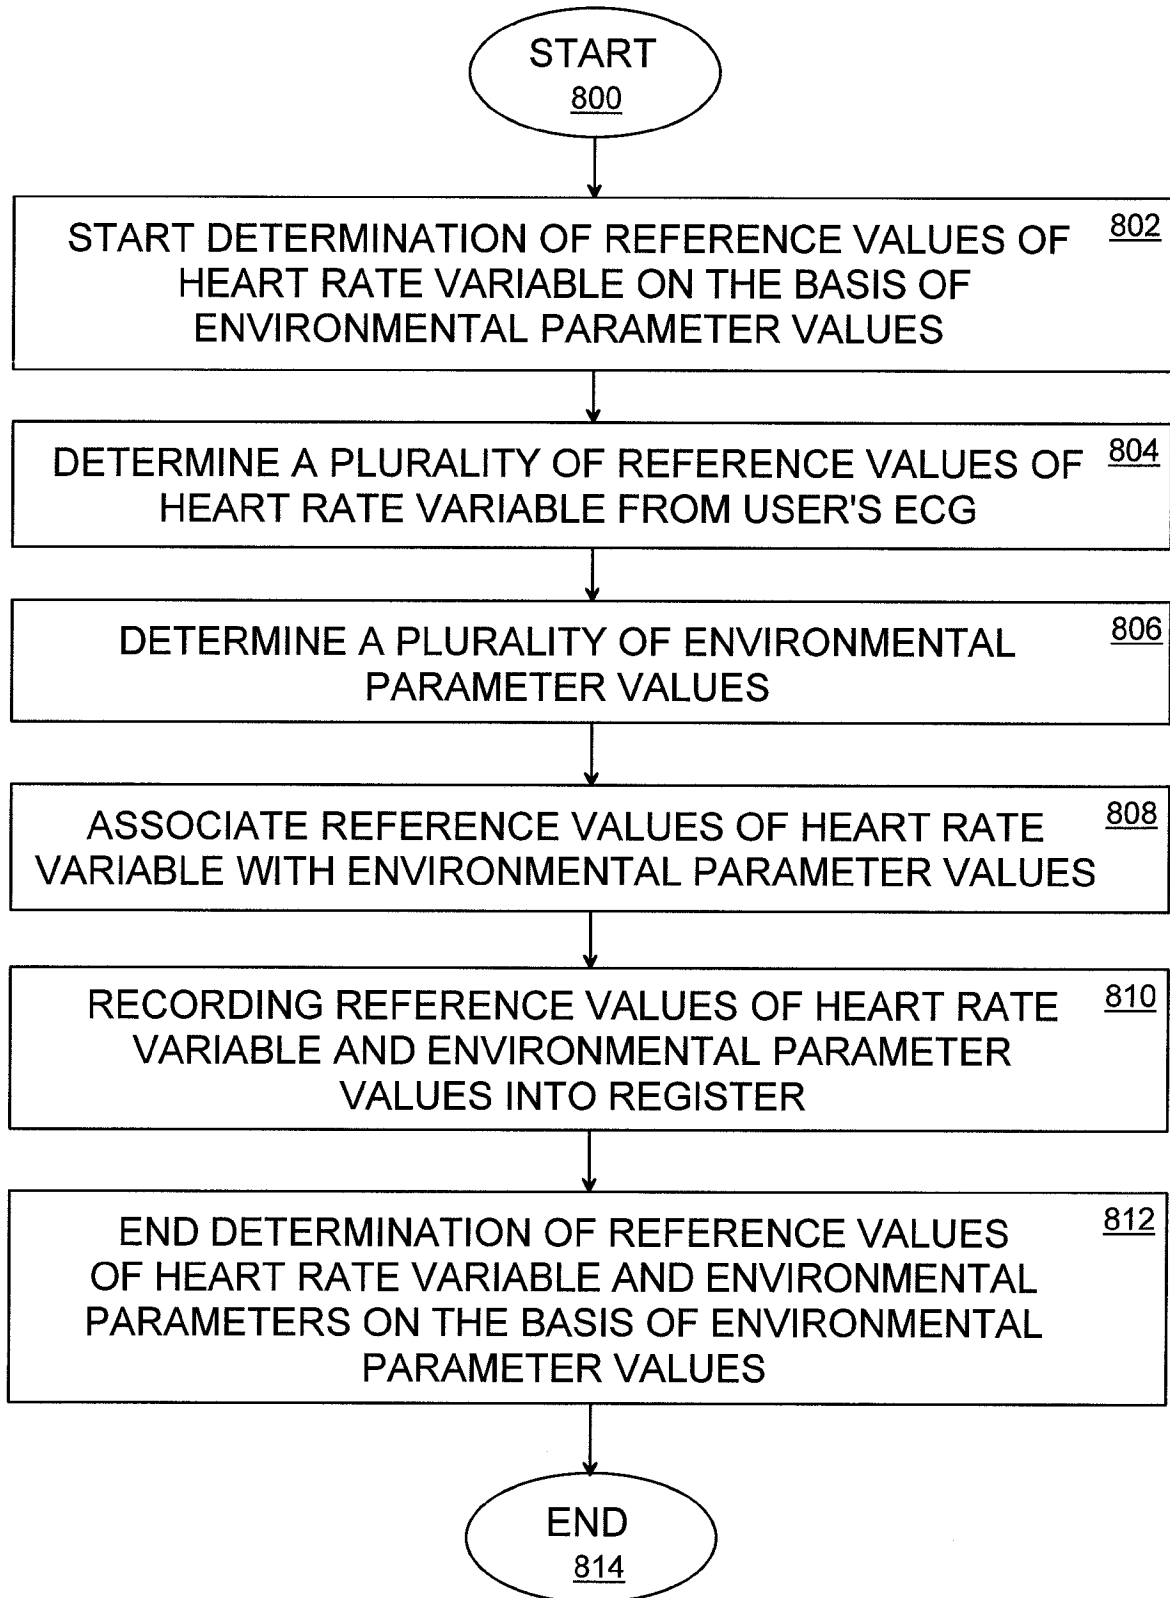 START
800
START DETERMINATION OF REFERENCE VALUES OF 802
HEART RATE VARIABLE ON THE BASIS OF
ENVIRONMENTAL PARAMETER VALUES
DETERMINE A PLURALITY OF REFERENCE VALUES OF 804
HEART RATE VARIABLE FROM USER'S ECG
DETERMINE A PLURALITY OF ENVIRONMENTAL 806
PARAMETER VALUES
ASSOCIATE REFERENCE VALUES OF HEART RATE 808
VARIABLE WITH ENVIRONMENTAL PARAMETER VALUES
RECORDING REFERENCE VALUES OF HEART RATE 810
VARIABLE AND ENVIRONMENTAL PARAMETER
VALUES INTO REGISTER
END DETERMINATION OF REFERENCE VALUES 812
OF HEART RATE VARIABLE AND ENVIRONMENTAL
PARAMETERS ON THE BASIS OF ENVIRONMENTAL
PARAMETER VALUES
END
814